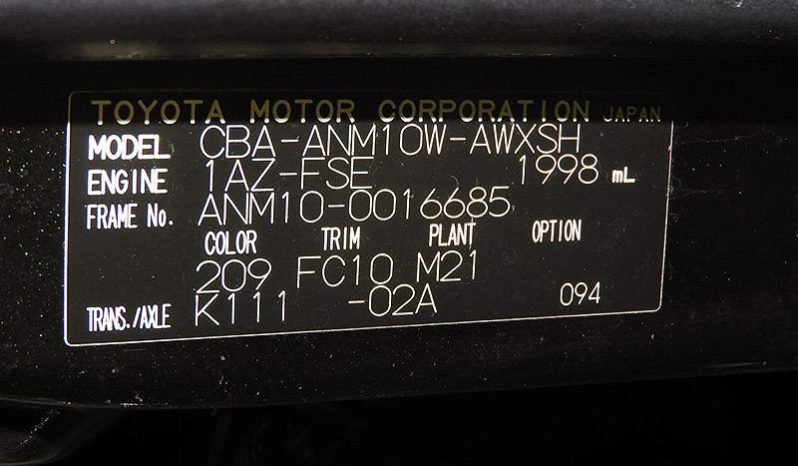 TOYOTA MOTOR CORPORATION JAPAN
MODEL CBA-ANM10W-AWXSH
ENGINE 1AZ-FSE 1998 mL
FRAME No. ANM10-0016685
COLOR TRIM PLANT OPTION
209 FC10 M21
TRANS./AXLE K111 -02A 094